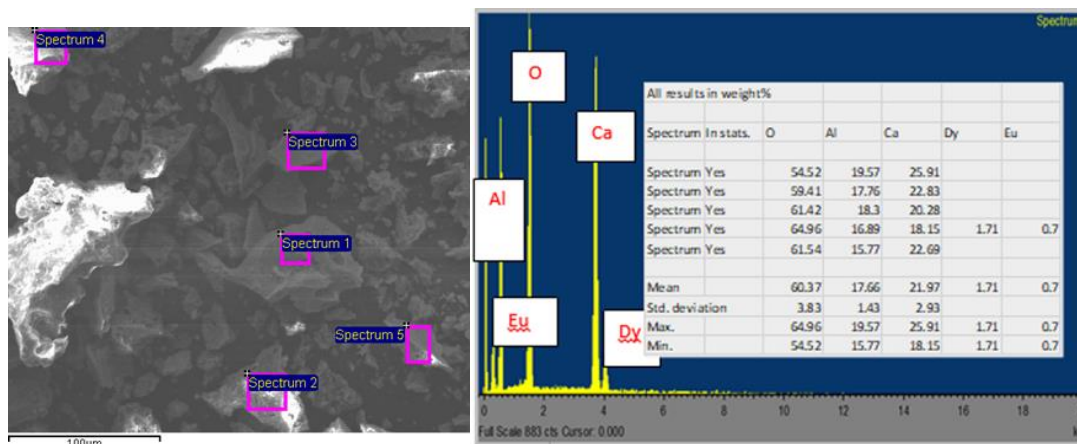 Spectrum 4
Spectrum 3
Spectrum 1
Spectrum 5
Spectrum 2
100µm
Spectrum
O
Ca
Al
Eu
Dy
All results in weight%
Spectrum In stats. O Al Ca Dy Eu
Spectrum Yes 54.52 19.57 25.91
Spectrum Yes 59.41 17.76 22.83
Spectrum Yes 61.42 18.3 20.28
Spectrum Yes 64.96 16.89 18.15 1.71 0.7
Spectrum Yes 61.54 15.77 22.69
Mean 60.37 17.66 21.97 1.71 0.7
Std. deviation 3.83 1.43 2.93
Max. 64.96 19.57 25.91 1.71 0.7
Min. 54.52 15.77 18.15 1.71 0.7
0 2 4 6 8 10 12 14 16 18
Full Scale 883 cts Cursor: 0.000